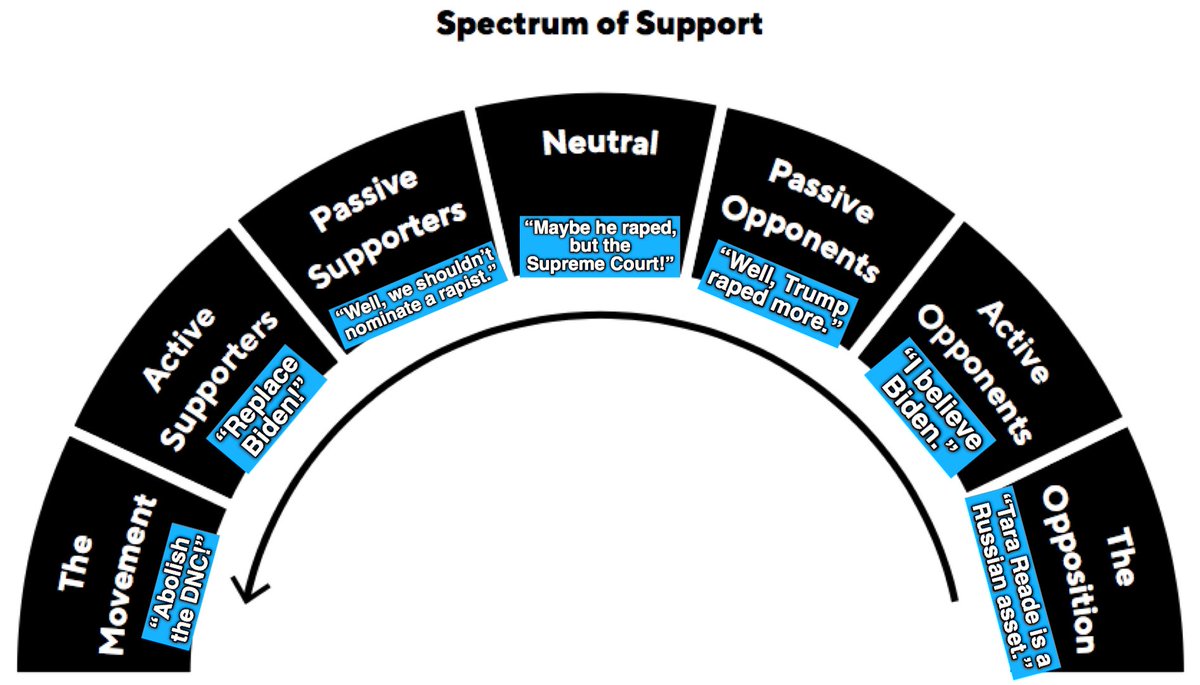 Spectrum of Support
The
Movement
“Abolish
the DNC!”
Active
Supporters
“Replace
Biden!”
Passive
Supporters
“Well, we shouldn’t
nominate a rapist.”
Neutral
“Maybe he raped,
but the
Supreme Court!”
Passive
Opponents
“Well, Trump
raped more.”
Active
Opponents
“I believe
Biden.”
The
Opposition
“Tara Reade is a
Russian asset.”